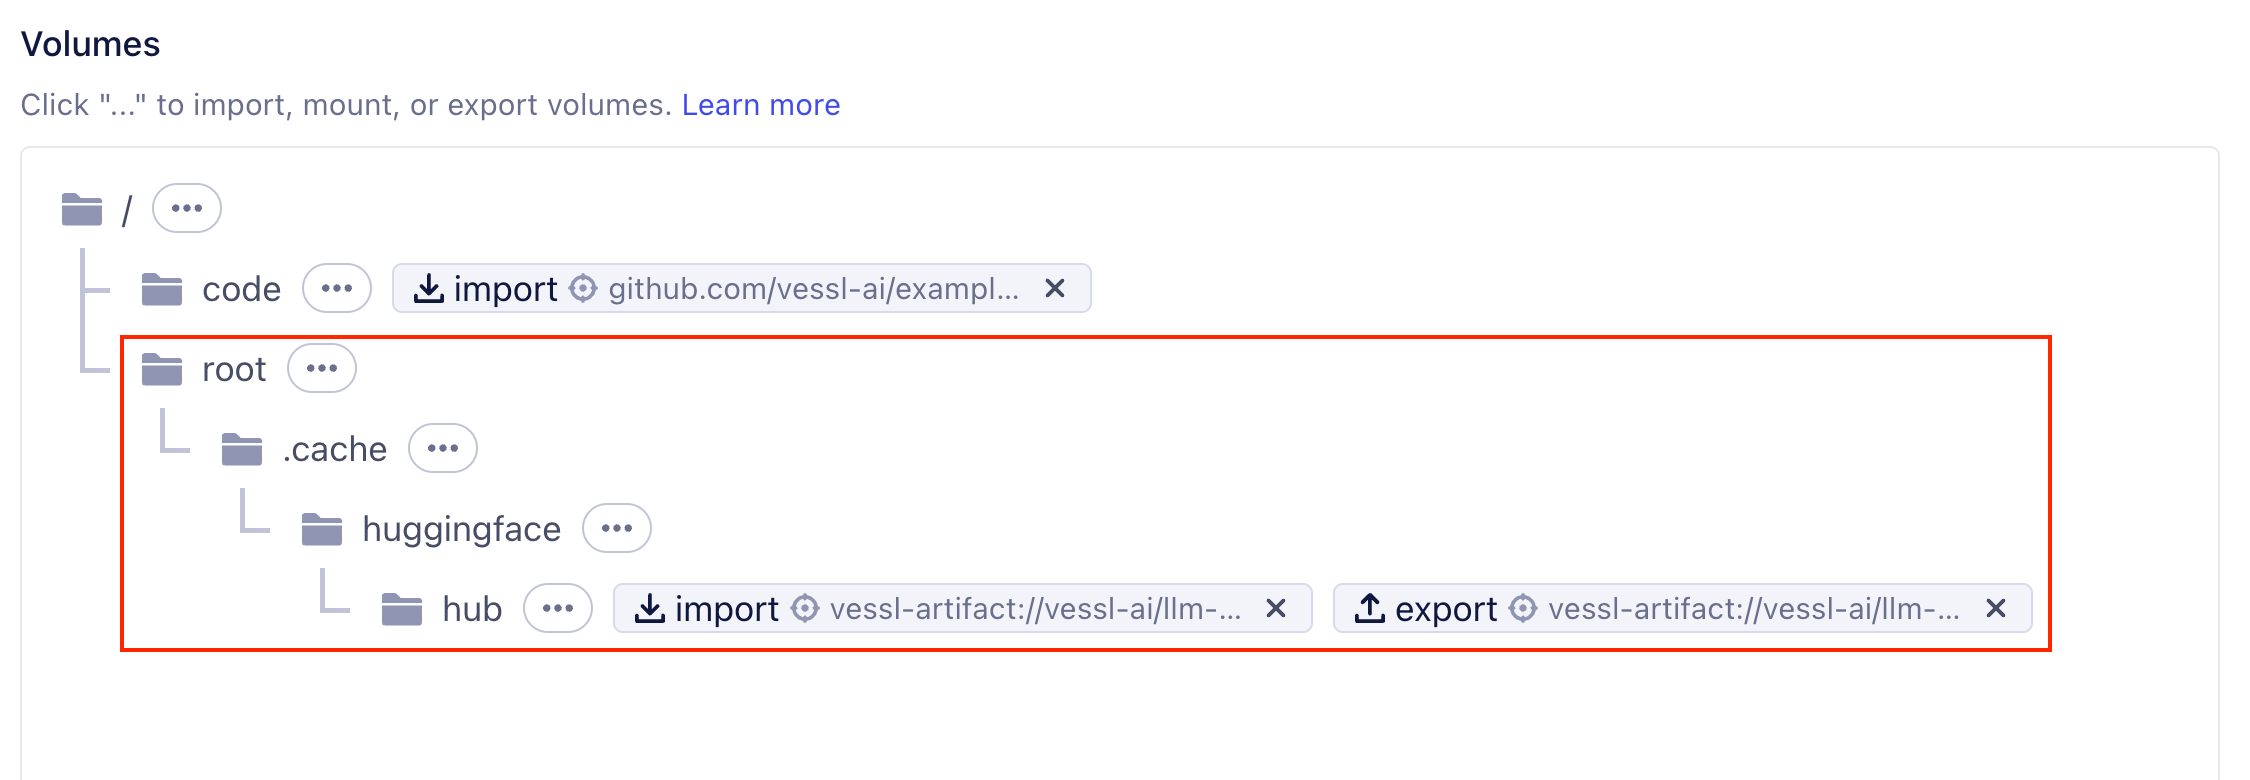 Volumes
Click "..." to import, mount, or export volumes. Learn more
/
code import github.com/vessl-ai/exampl...
root
.cache
huggingface
hub import vessl-artifact://vessl-ai/llm-... export vessl-artifact://vessl-ai/llm-...